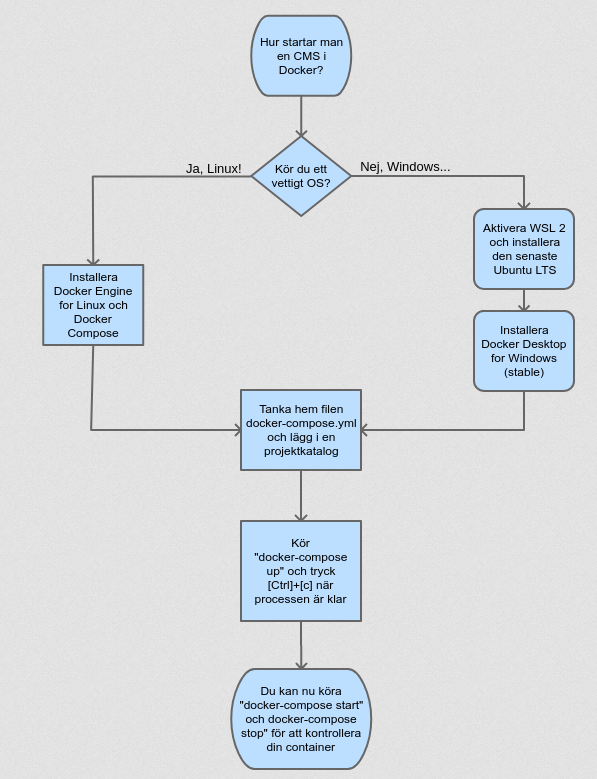 Hur startar man
en CMS i
Docker?
Kör du ett
vettigt OS?
Ja, Linux!
Nej, Windows...
Installera
Docker Engine
for Linux och
Docker
Compose
Aktivera WSL 2
och installera
den senaste
Ubuntu LTS
Installera
Docker Desktop
for Windows
(stable)
Tanka hem filen
docker-compose.yml
och lägg i en
projektkatalog
Kör
"docker-compose
up" och tryck
[Ctrl]+[c] när
processen är klar
Du kan nu köra
"docker-compose start"
och docker-compose
stop" för att kontrollera
din container